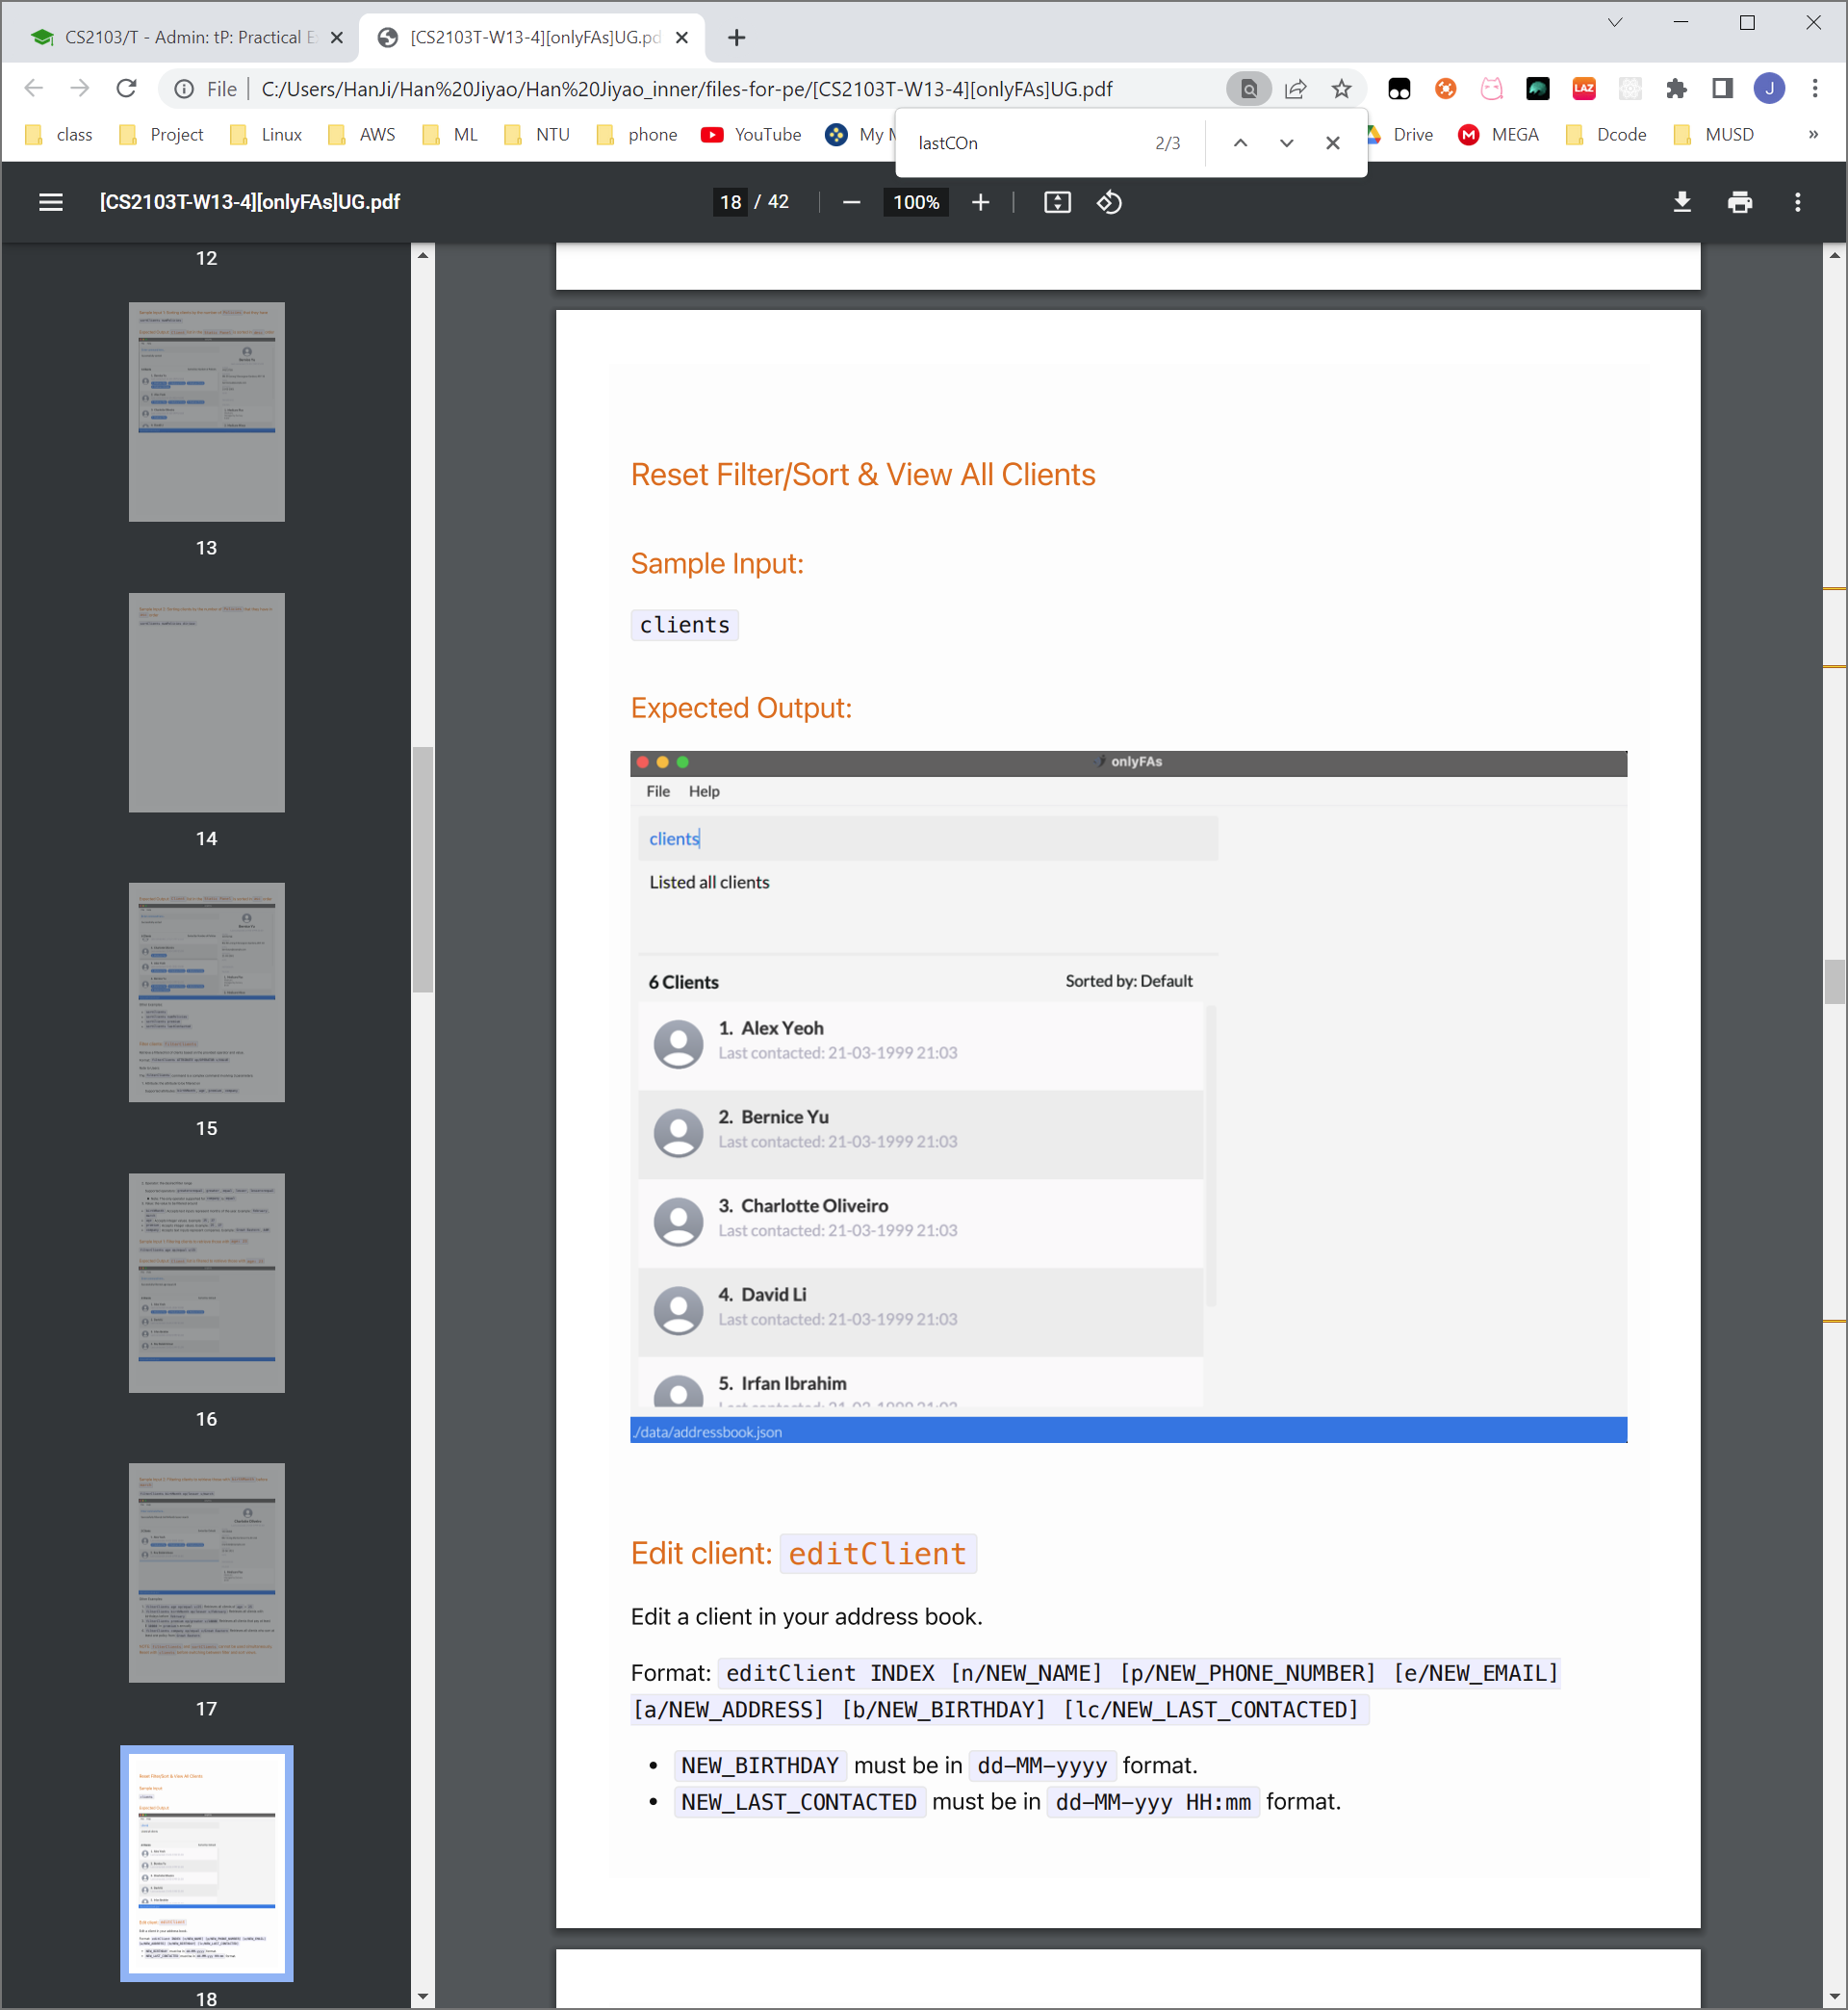 CS2103/T - Admin: tP: Practical E
[CS2103T-W13-4][onlyFAs]UG.pd
File
C:/Users/HanJi/Han%20Jiyao/Han%20Jiyao_inner/files-for-pe/[CS2103T-W13-4][onlyFAs]UG.pdf
LAZ
J
class
Project
Linux
AWS
ML
NTU
phone
YouTube
My
Drive
MEGA
Dcode
MUSD
»
lastCOn
2/3
[CS2103T-W13-4][onlyFAs]UG.pdf
18 / 42
100%
12
13
14
15
16
17
18
Reset Filter/Sort & View All Clients
Sample Input:
clients
Expected Output:
onlyFAs
File Help
clients
Listed all clients
6 Clients
Sorted by: Default
1. Alex Yeoh
Last contacted: 21-03-1999 21:03
2. Bernice Yu
Last contacted: 21-03-1999 21:03
3. Charlotte Oliveiro
Last contacted: 21-03-1999 21:03
4. David Li
Last contacted: 21-03-1999 21:03
5. Irfan Ibrahim
./data/addressbook.json
Edit client: editClient
Edit a client in your address book.
Format: editClient INDEX [n/NEW_NAME] [p/NEW_PHONE_NUMBER] [e/NEW_EMAIL]
[a/NEW_ADDRESS] [b/NEW_BIRTHDAY] [lc/NEW_LAST_CONTACTED]
• NEW_BIRTHDAY must be in dd-MM-yyyy format.
• NEW_LAST_CONTACTED must be in dd-MM-yyy HH:mm format.